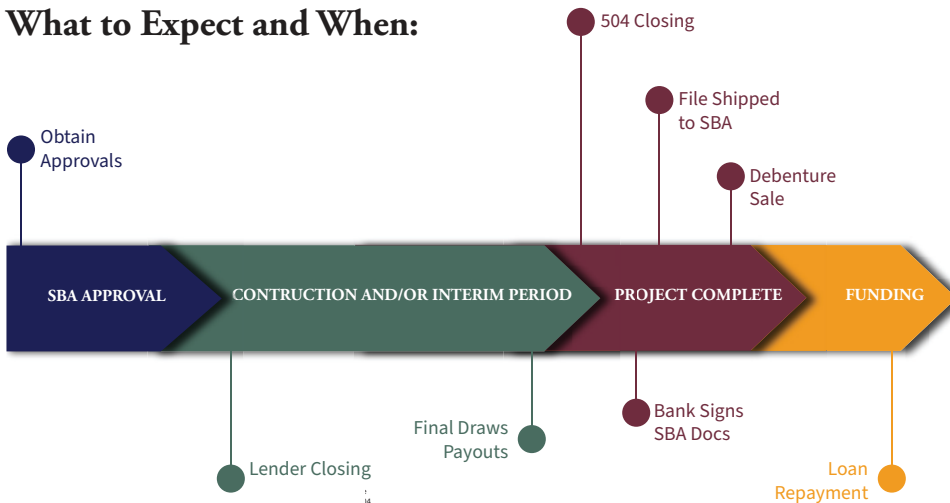 What to Expect and When:
504 Closing
File Shipped
to SBA
Obtain
Approvals
Debenture
Sale
SBA APPROVAL
CONTRUCTION AND/OR INTERIM PERIOD
PROJECT COMPLETE
FUNDING
Bank Signs
SBA Docs
Final Draws
Payouts
Lender Closing
Loan
Repayment